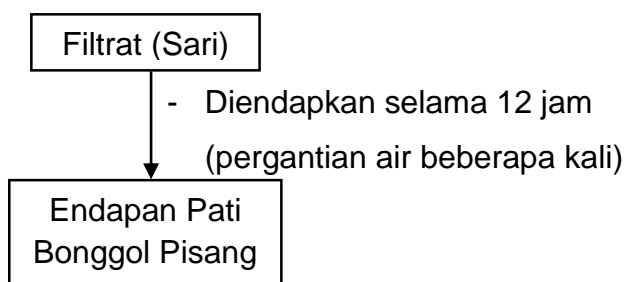 Filtrat (Sari)
- Diendapkan selama 12 jam
(pergantian air beberapa kali)
Endapan Pati
Bonggol Pisang